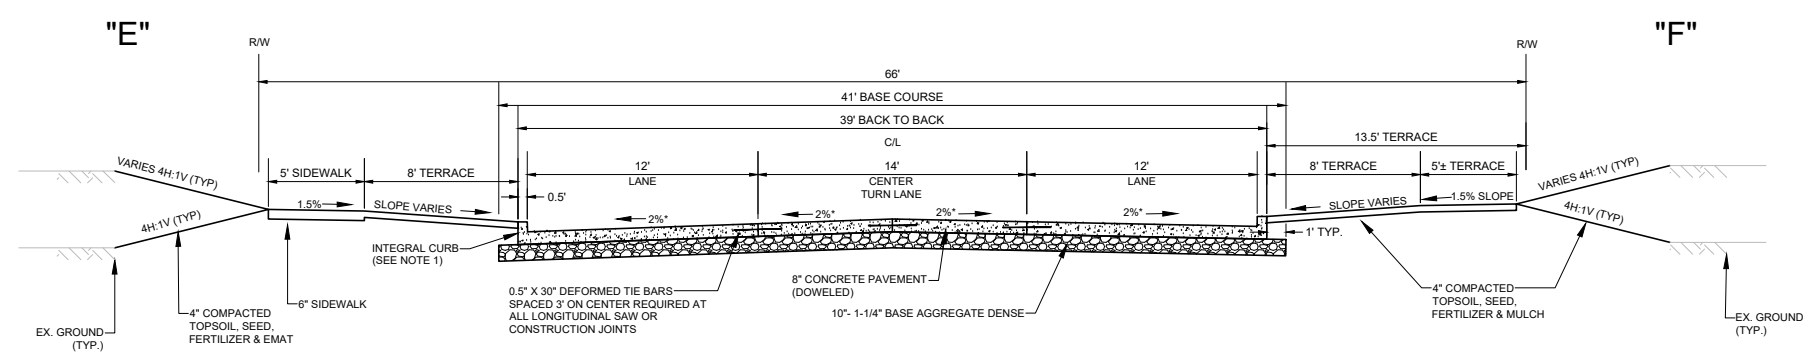 "E"
"F"
R/W
R/W
66'
41' BASE COURSE
39' BACK TO BACK
C/L
13.5' TERRACE
VARIES 4H:1V (TYP)
5' SIDEWALK
8' TERRACE
12'
LANE
14'
CENTER
TURN LANE
12'
LANE
8' TERRACE
5'± TERRACE
VARIES 4H:1V (TYP)
0.5'
1.5%
SLOPE VARIES
2%*
2%*
2%*
2%*
SLOPE VARIES
1.5% SLOPE
4H:1V (TYP)
4H:1V (TYP)
1' TYP.
INTEGRAL CURB
(SEE NOTE 1)
6" SIDEWALK
4" COMPACTED
TOPSOIL, SEED,
FERTILIZER & EMAT
EX. GROUND
(TYP.)
0.5" X 30" DEFORMED TIE BARS
SPACED 3' ON CENTER REQUIRED AT
ALL LONGITUDINAL SAW OR
CONSTRUCTION JOINTS
8" CONCRETE PAVEMENT
(DOWELED)
10"- 1-1/4" BASE AGGREGATE DENSE
4" COMPACTED
TOPSOIL, SEED,
FERTILIZER & MULCH
EX. GROUND
(TYP.)